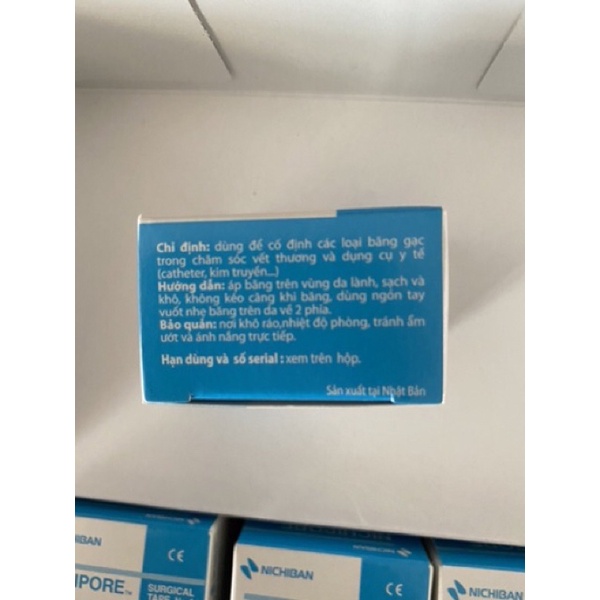 Chỉ định: dùng để cố định các loại băng gạc
trong chăm sóc vết thương và dụng cụ y tế
(catheter, kim truyền...)
Hướng dẫn: áp băng trên vùng da lành, sạch và
khô, không kéo căng khi băng, dùng ngón tay
vuốt nhẹ băng trên da về 2 phía.
Bảo quản: nơi khô ráo,nhiệt độ phòng, tránh ẩm
ướt và ánh nắng trực tiếp.
Hạn dùng và số serial : xem trên hộp.
Sản xuất tại Nhật Bản
NICHIBAN
CE
IPORE™
SURGICAL
TAPE
NICHIBAN
CE
NICHIBAN